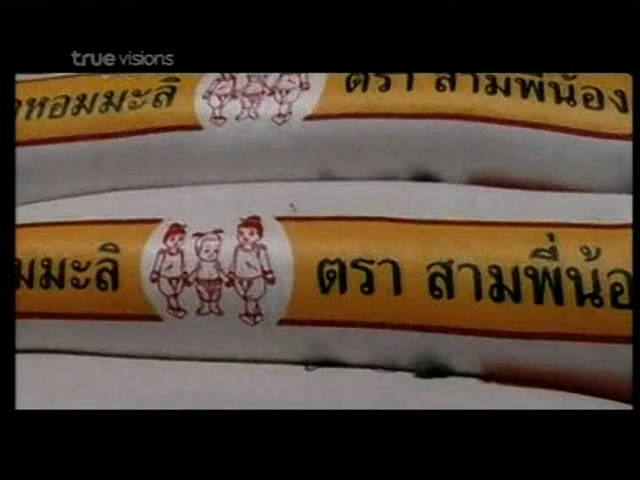 truevisions
หอมมะลิ ตรา สามพี่น้อง
มมะลิ ตรา สามพี่น้อ